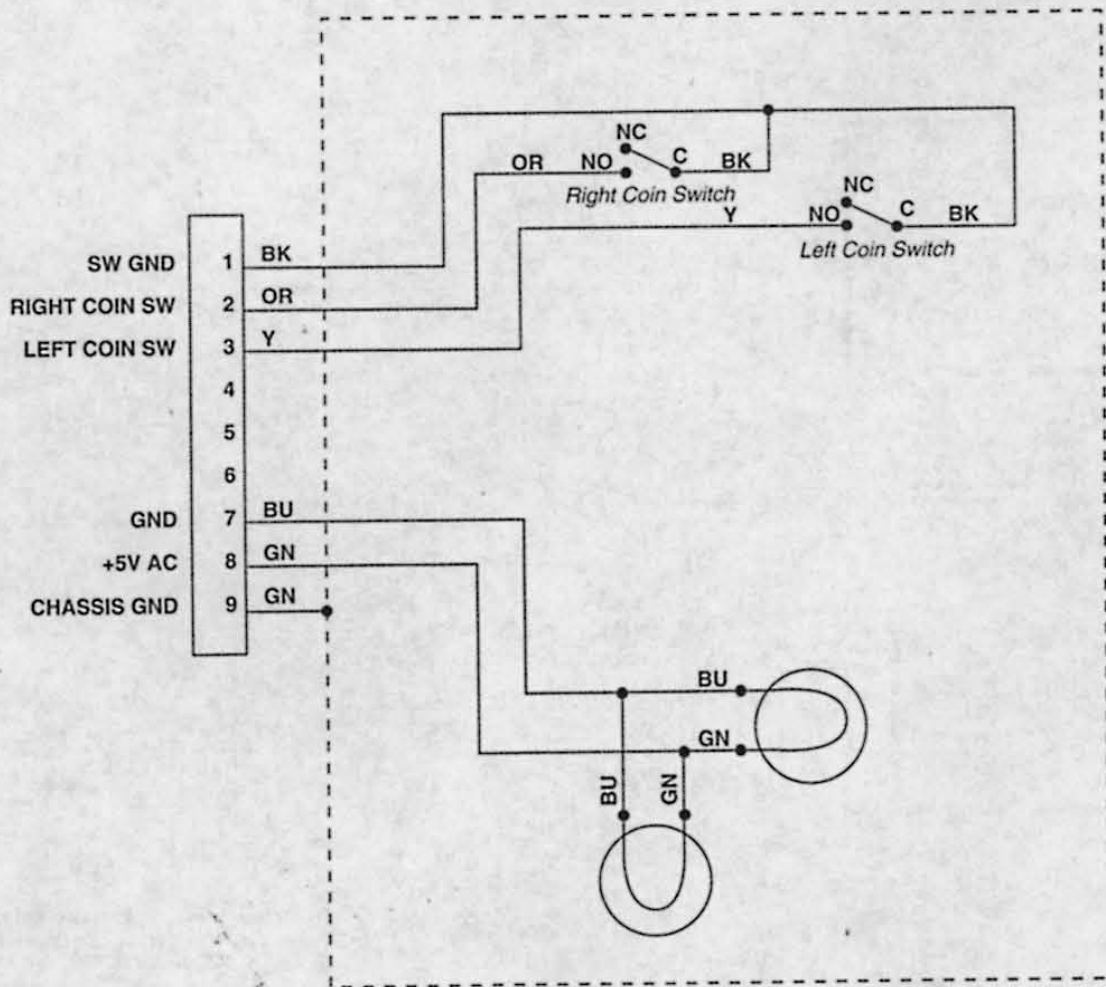 NC
OR NO C BK
Right Coin Switch
NC
Y NO C BK
Left Coin Switch
SW GND 1 BK
RIGHT COIN SW 2 OR
LEFT COIN SW 3 Y
4
5
6
GND 7 BU
+5V AC 8 GN
CHASSIS GND 9 GN
BU
GN
BU GN